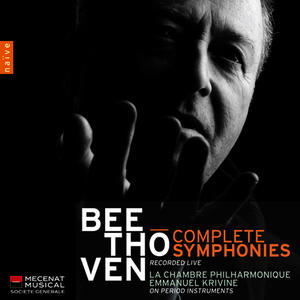 naïve
BEE
THO
VEN
COMPLETE
SYMPHONIES
RECORDED LIVE
LA CHAMBRE PHILHARMONIQUE
EMMANUEL KRIVINE
ON PERIOD INSTRUMENTS
MECENAT
MUSICAL
SOCIETE GENERALE